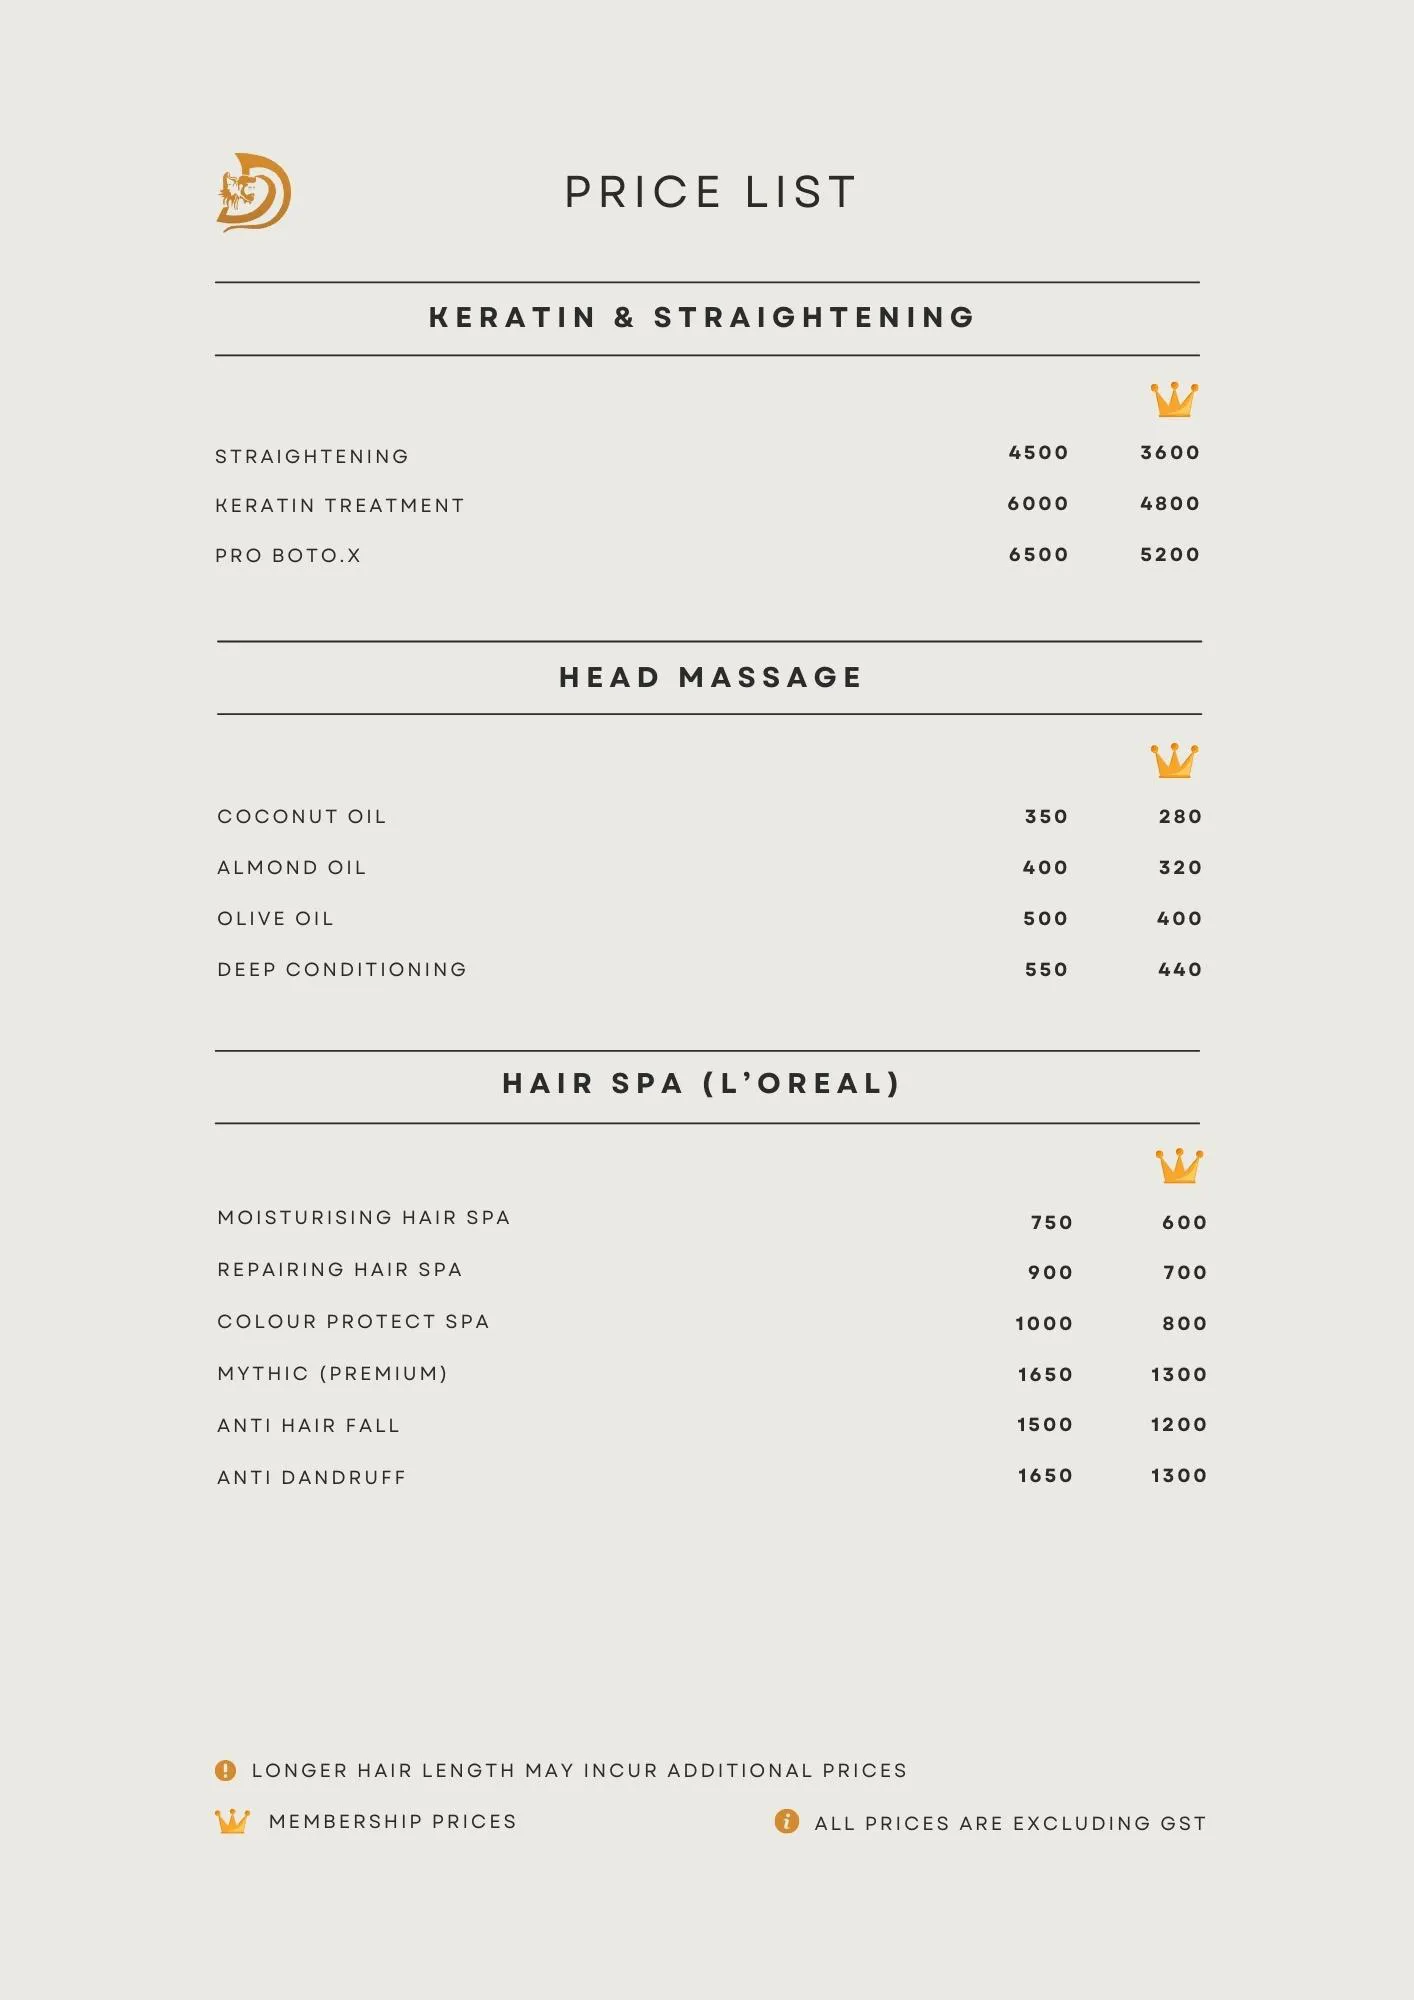 PRICE LIST
KERATIN & STRAIGHTENING
STRAIGHTENING 4500 3600
KERATIN TREATMENT 6000 4800
PRO BOTO.X 6500 5200
HEAD MASSAGE
COCONUT OIL 350 280
ALMOND OIL 400 320
OLIVE OIL 500 400
DEEP CONDITIONING 550 440
HAIR SPA (L’OREAL)
MOISTURISING HAIR SPA 750 600
REPAIRING HAIR SPA 900 700
COLOUR PROTECT SPA 1000 800
MYTHIC (PREMIUM) 1650 1300
ANTI HAIR FALL 1500 1200
ANTI DANDRUFF 1650 1300
LONGER HAIR LENGTH MAY INCUR ADDITIONAL PRICES
MEMBERSHIP PRICES
ALL PRICES ARE EXCLUDING GST